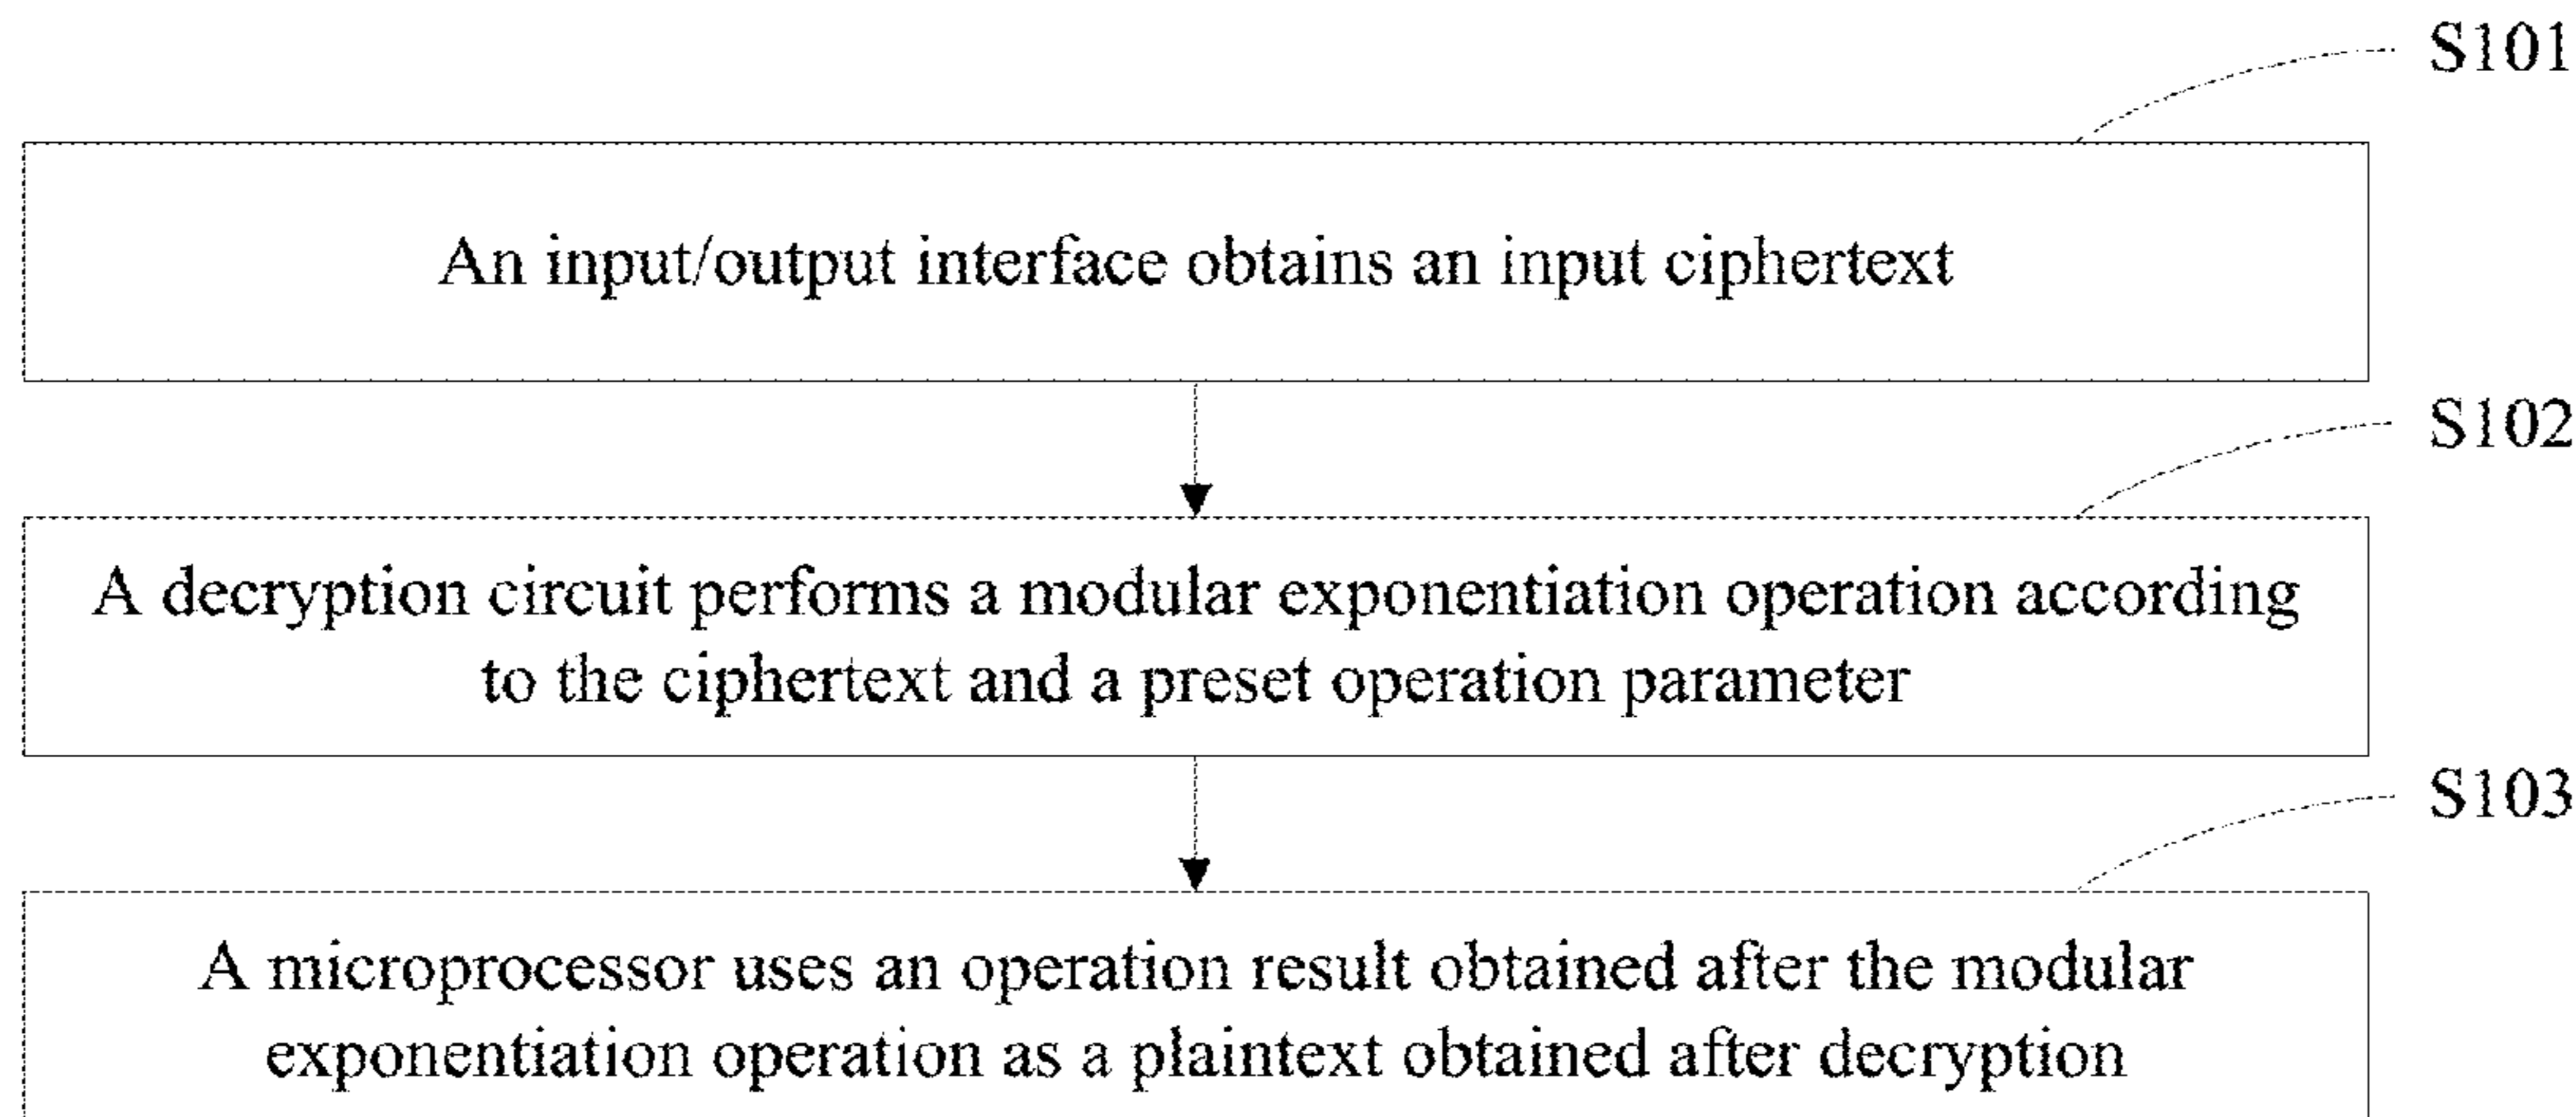 S101
An input/output interface obtains an input ciphertext
S102
A decryption circuit performs a modular exponentiation operation according
to the ciphertext and a preset operation parameter
S103
A microprocessor uses an operation result obtained after the modular
exponentiation operation as a plaintext obtained after decryption